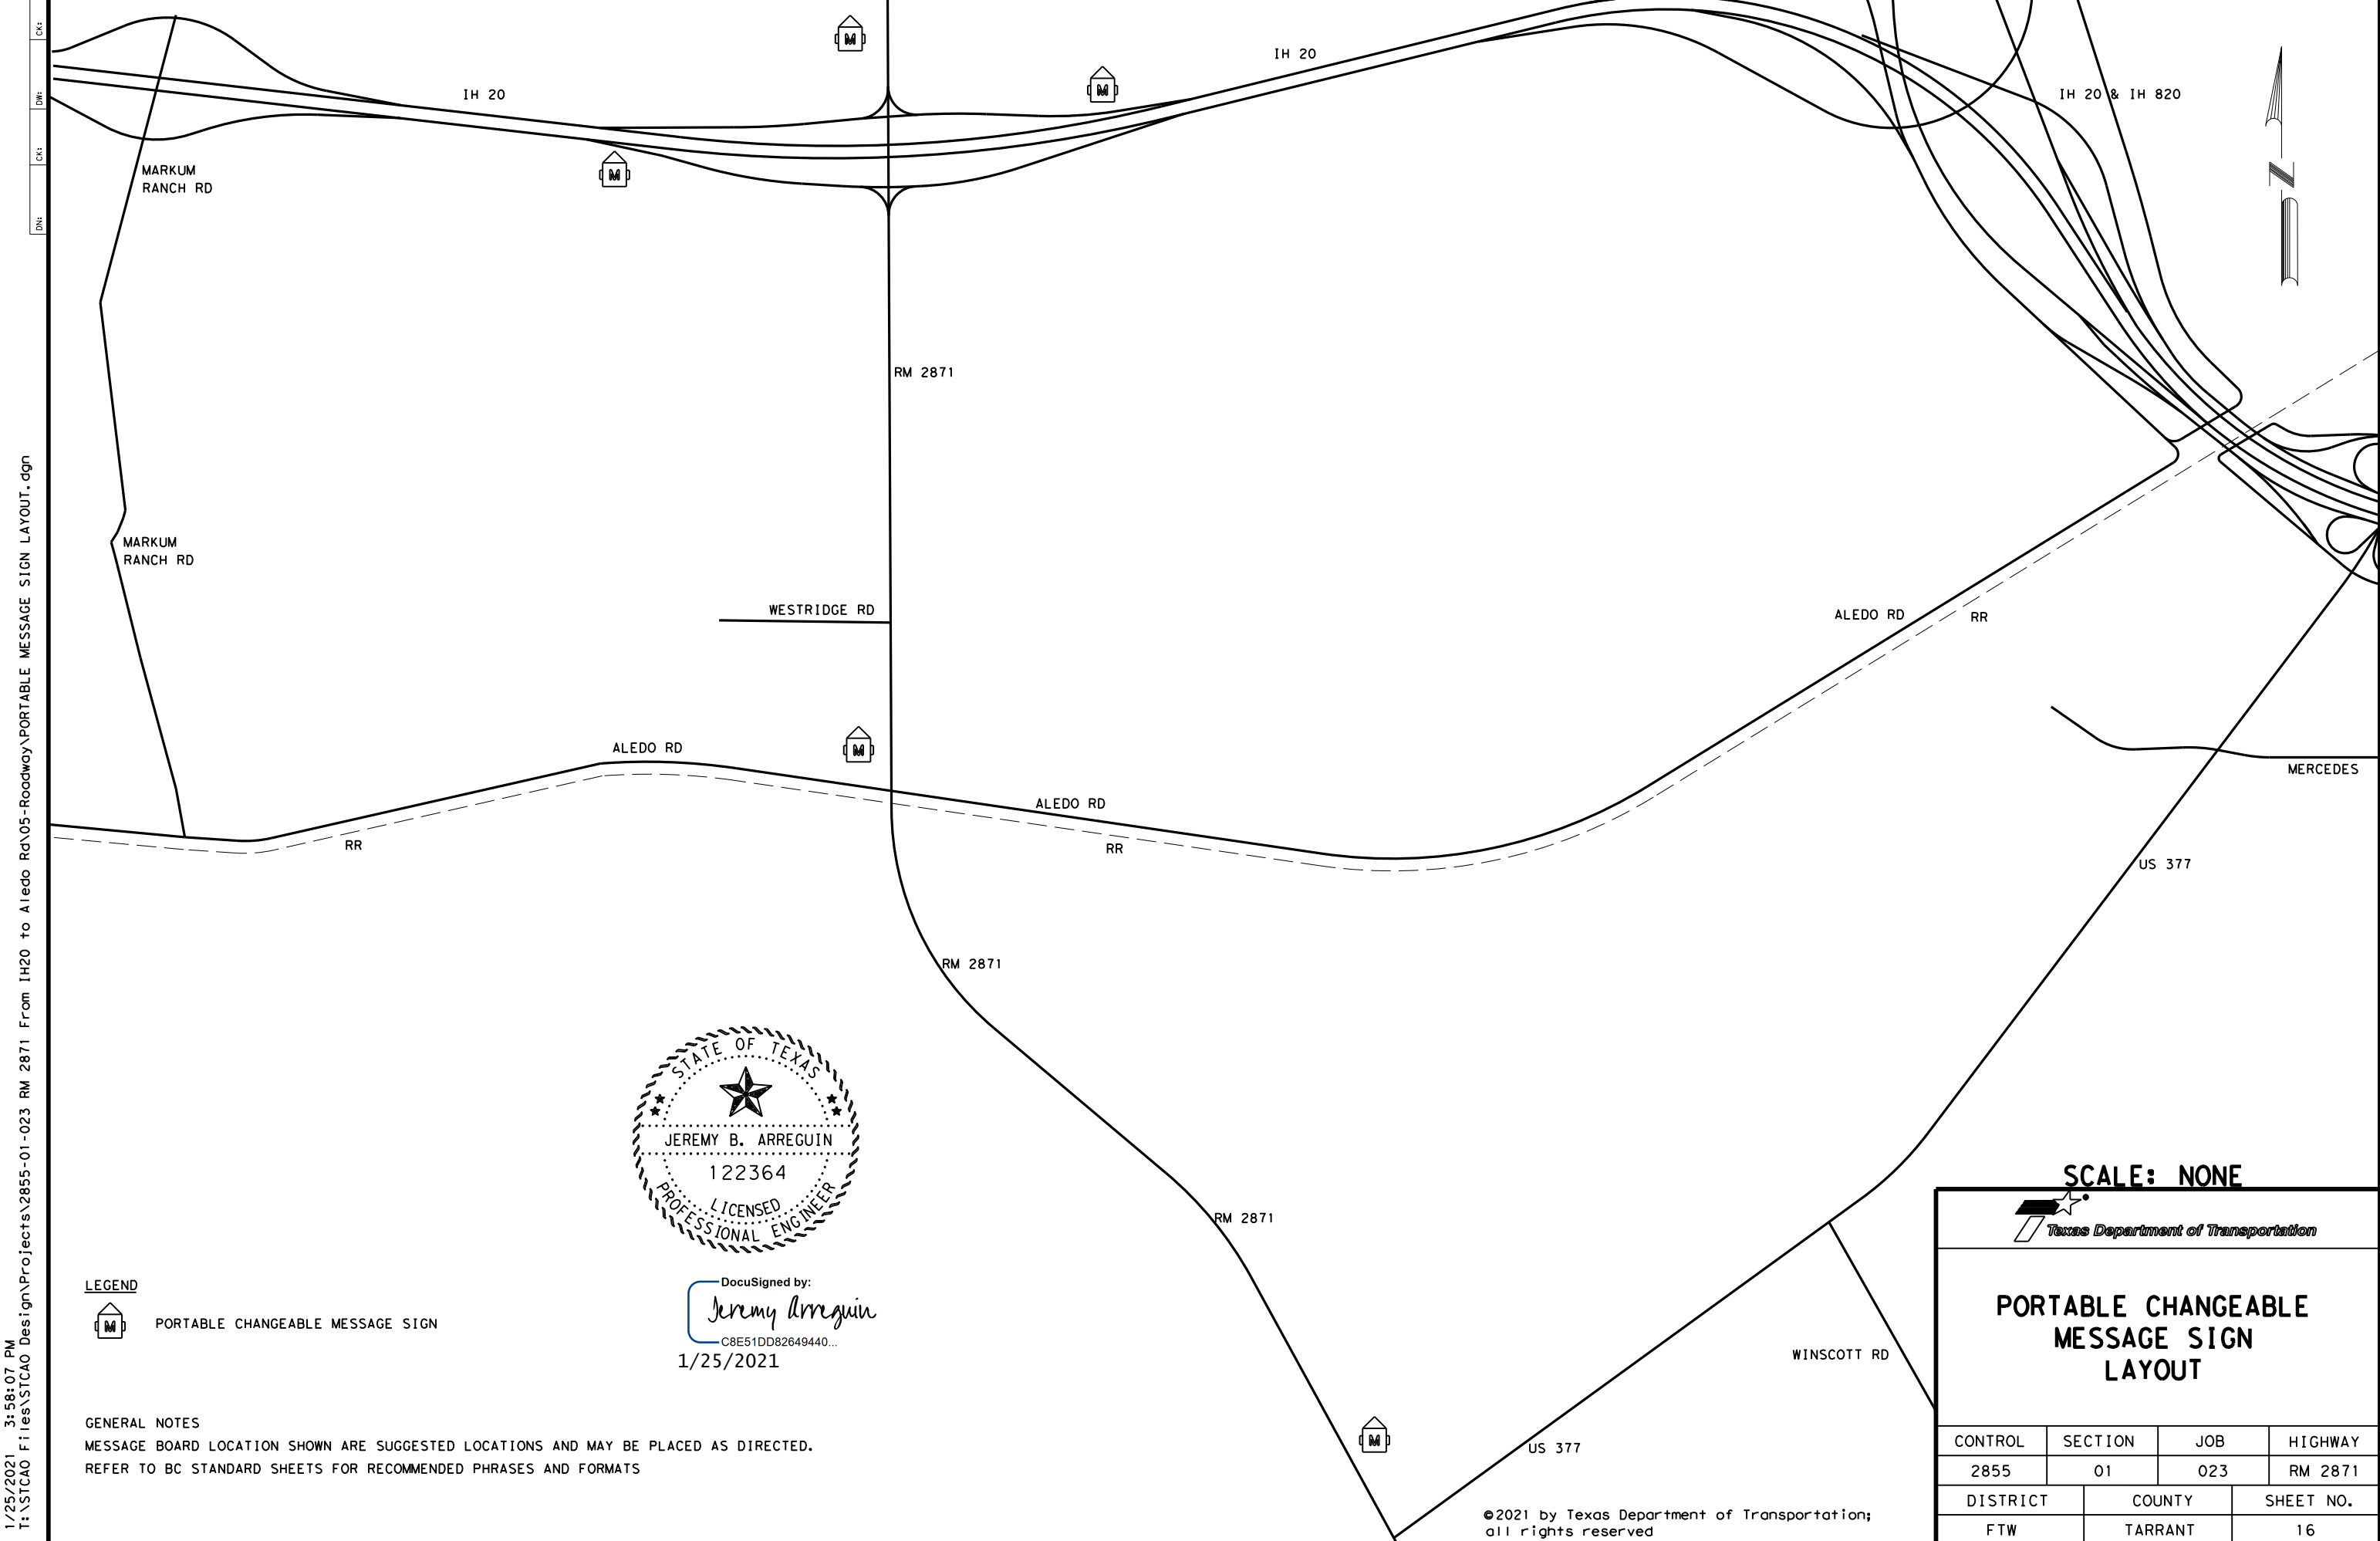 CK:
DW:
CK:
DN:
1/25/2021 3:58:07 PM
T:\STCAO Files\STCAO Design\Projects\2855-01-023 RM 2871 From IH20 to Aledo Rd\05-Roadway\PORTABLE MESSAGE SIGN LAYOUT.dgn
M
M
IH 20
IH 20
IH 20 & IH 820
N
MARKUM
RANCH RD
M
RM 2871
MARKUM
RANCH RD
WESTRIDGE RD
ALEDO RD
RR
ALEDO RD
M
MERCEDES
ALEDO RD
RR
RR
US 377
RM 2871
STATE OF TEXAS
JEREMY B. ARREGUIN
122364
LICENSED
PROFESSIONAL ENGINEER
RM 2871
LEGEND
M PORTABLE CHANGEABLE MESSAGE SIGN
DocuSigned by:
Jeremy Arreguin
C8E51DD82649440...
1/25/2021
WINSCOTT RD
M
US 377
GENERAL NOTES
MESSAGE BOARD LOCATION SHOWN ARE SUGGESTED LOCATIONS AND MAY BE PLACED AS DIRECTED.
REFER TO BC STANDARD SHEETS FOR RECOMMENDED PHRASES AND FORMATS
©2021 by Texas Department of Transportation;
all rights reserved
SCALE: NONE
Texas Department of Transportation
PORTABLE CHANGEABLE
MESSAGE SIGN
LAYOUT
CONTROL SECTION JOB HIGHWAY
2855 01 023 RM 2871
DISTRICT COUNTY SHEET NO.
FTW TARRANT 16